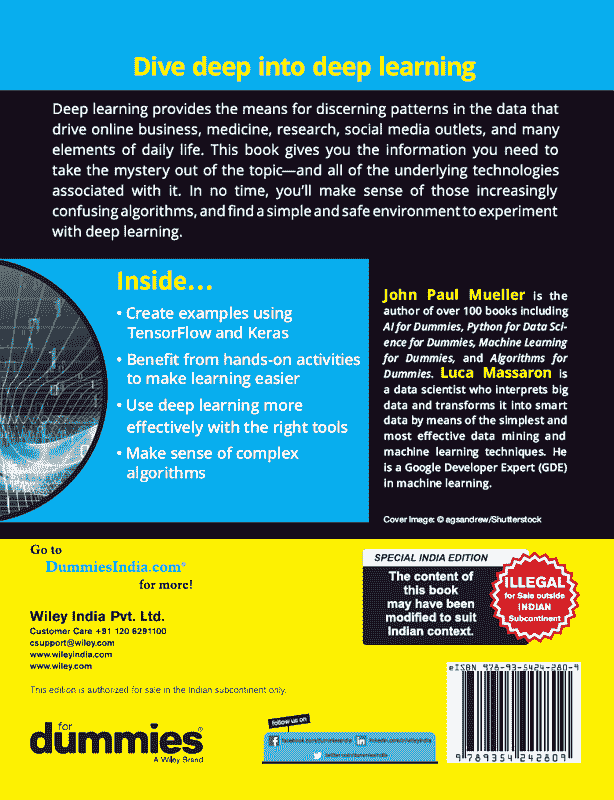 Dive deep into deep learning
Deep learning provides the means for discerning patterns in the data that
drive online business, medicine, research, social media outlets, and many
elements of daily life. This book gives you the information you need to
take the mystery out of the topic—and all of the underlying technologies
associated with it. In no time, you'll make sense of those increasingly
confusing algorithms, and find a simple and safe environment to experiment
with deep learning.
Inside...
• Create examples using
TensorFlow and Keras
• Benefit from hands-on activities
to make learning easier
• Use deep learning more
effectively with the right tools
• Make sense of complex
algorithms
John Paul Mueller is the
author of over 100 books including
AI for Dummies, Python for Data Sci-
ence for Dummies, Machine Learning
for Dummies, and Algorithms for
Dummies. Luca Massaron is
a data scientist who interprets big
data and transforms it into smart
data by means of the simplest and
most effective data mining and
machine learning techniques. He
is a Google Developer Expert (GDE)
in machine learning.
Cover Image: © agsandrew/Shutterstock
Go to
DummiesIndia.com®
for more!
Wiley India Pvt. Ltd.
Customer Care +91 120 6291100
csupport@wiley.com
www.wileyindia.com
www.wiley.com
This edition is authorized for sale in the Indian subcontinent only.
for
dummies®
A Wiley Brand
follow us on
SPECIAL INDIA EDITION
The content of
this book
may have been
modified to suit
Indian context.
ILLEGAL
for Sale outside
INDIAN
Subcontinent
eISBN 978-93-5424-280-9
9 789354 242809